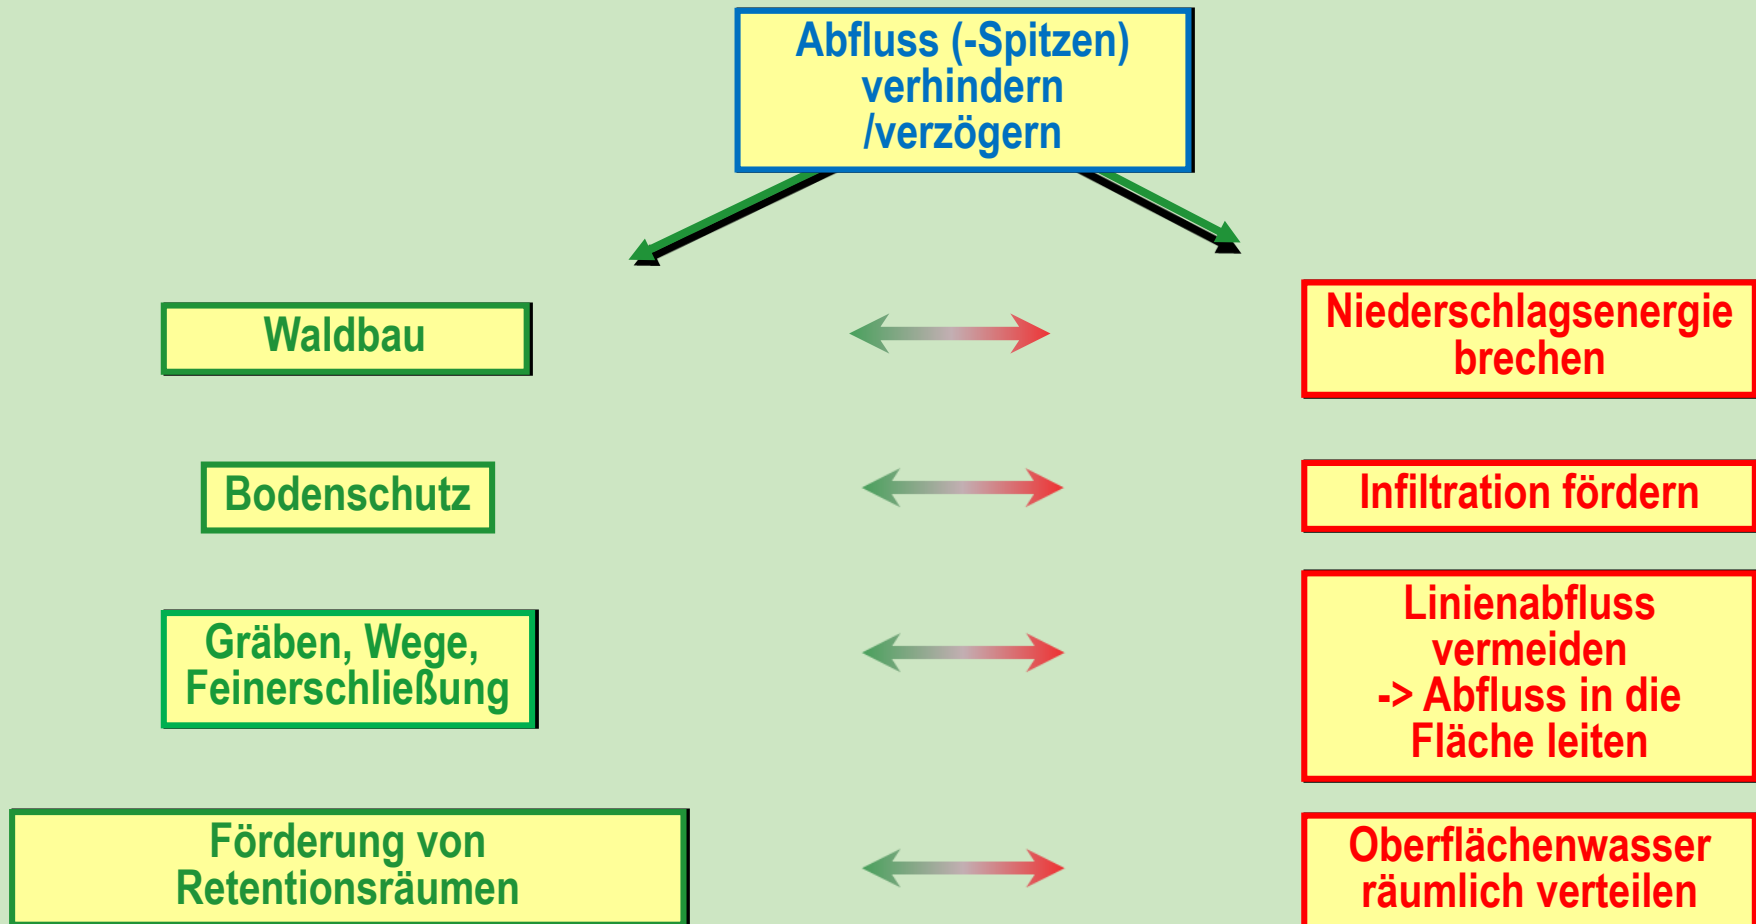 Abfluss (-Spitzen)
verhindern
/verzögern
Waldbau
Niederschlagsenergie
brechen
Bodenschutz
Infiltration fördern
Gräben, Wege,
Feinerschließung
Linienabfluss
vermeiden
-> Abfluss in die
Fläche leiten
Förderung von
Retentionsräumen
Oberflächenwasser
räumlich verteilen